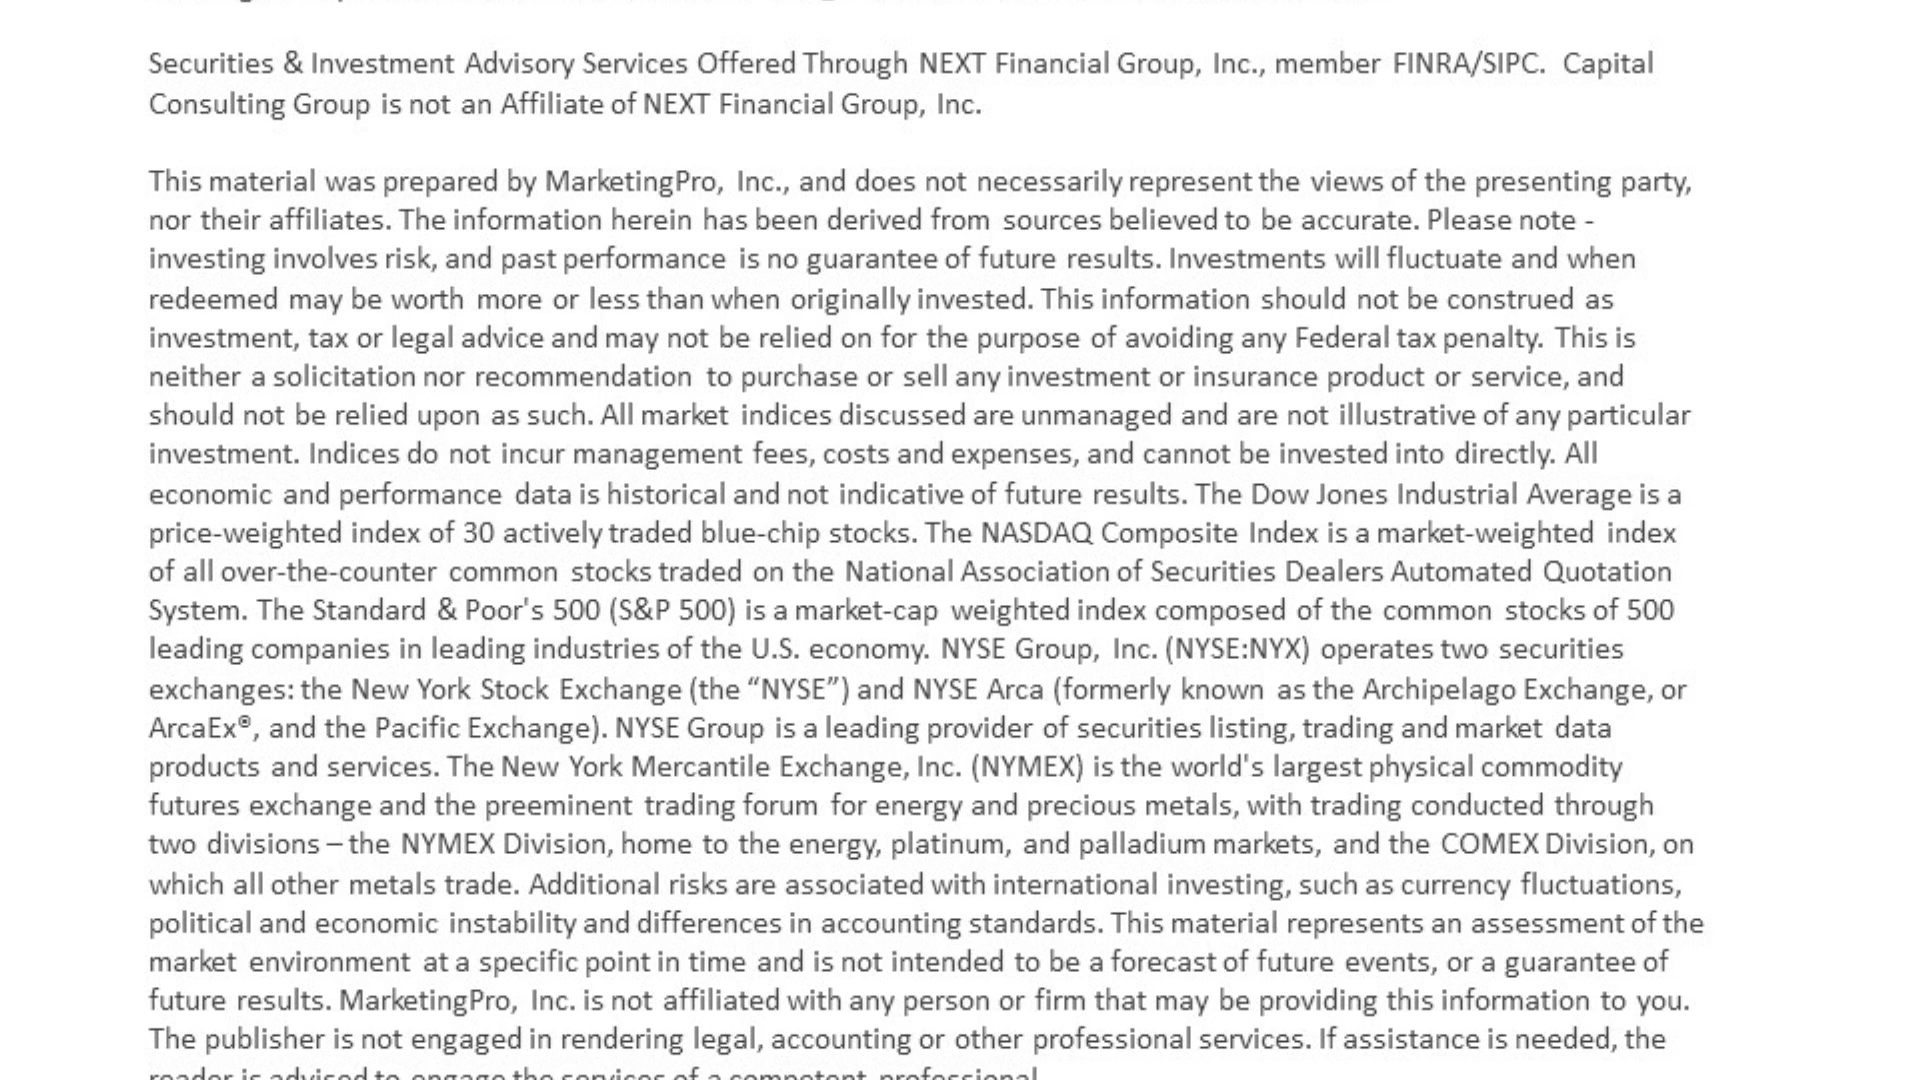 Securities & Investment Advisory Services Offered Through NEXT Financial Group, Inc., member FINRA/SIPC. Capital
Consulting Group is not an Affiliate of NEXT Financial Group, Inc.
This material was prepared by MarketingPro, Inc., and does not necessarily represent the views of the presenting party,
nor their affiliates. The information herein has been derived from sources believed to be accurate. Please note -
investing involves risk, and past performance is no guarantee of future results. Investments will fluctuate and when
redeemed may be worth more or less than when originally invested. This information should not be construed as
investment, tax or legal advice and may not be relied on for the purpose of avoiding any Federal tax penalty. This is
neither a solicitation nor recommendation to purchase or sell any investment or insurance product or service, and
should not be relied upon as such. All market indices discussed are unmanaged and are not illustrative of any particular
investment. Indices do not incur management fees, costs and expenses, and cannot be invested into directly. All
economic and performance data is historical and not indicative of future results. The Dow Jones Industrial Average is a
price-weighted index of 30 actively traded blue-chip stocks. The NASDAQ Composite Index is a market-weighted index
of all over-the-counter common stocks traded on the National Association of Securities Dealers Automated Quotation
System. The Standard & Poor's 500 (S&P 500) is a market-cap weighted index composed of the common stocks of 500
leading companies in leading industries of the U.S. economy. NYSE Group, Inc. (NYSE:NYX) operates two securities
exchanges: the New York Stock Exchange (the “NYSE”) and NYSE Arca (formerly known as the Archipelago Exchange, or
ArcaEx®, and the Pacific Exchange). NYSE Group is a leading provider of securities listing, trading and market data
products and services. The New York Mercantile Exchange, Inc. (NYMEX) is the world's largest physical commodity
futures exchange and the preeminent trading forum for energy and precious metals, with trading conducted through
two divisions – the NYMEX Division, home to the energy, platinum, and palladium markets, and the COMEX Division, on
which all other metals trade. Additional risks are associated with international investing, such as currency fluctuations,
political and economic instability and differences in accounting standards. This material represents an assessment of the
market environment at a specific point in time and is not intended to be a forecast of future events, or a guarantee of
future results. MarketingPro, Inc. is not affiliated with any person or firm that may be providing this information to you.
The publisher is not engaged in rendering legal, accounting or other professional services. If assistance is needed, the
reader is advised to engage the services of a competent professional.